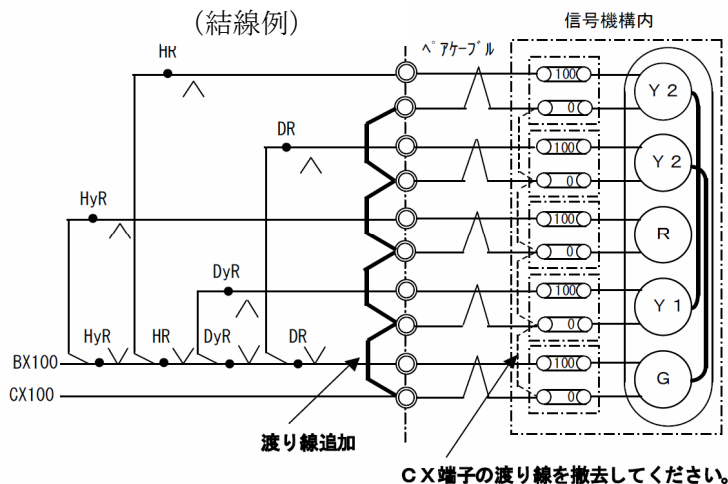 (結線例)
信号機構内
HR
ペアケーブル
100
Y2
0
DR
100
Y2
0
HyR
100
R
0
DyR
100
Y1
0
HyR
HR
DyR
DR
BX100
100
G
CX100
0
渡り線追加
CX端子の渡り線を撤去してください。